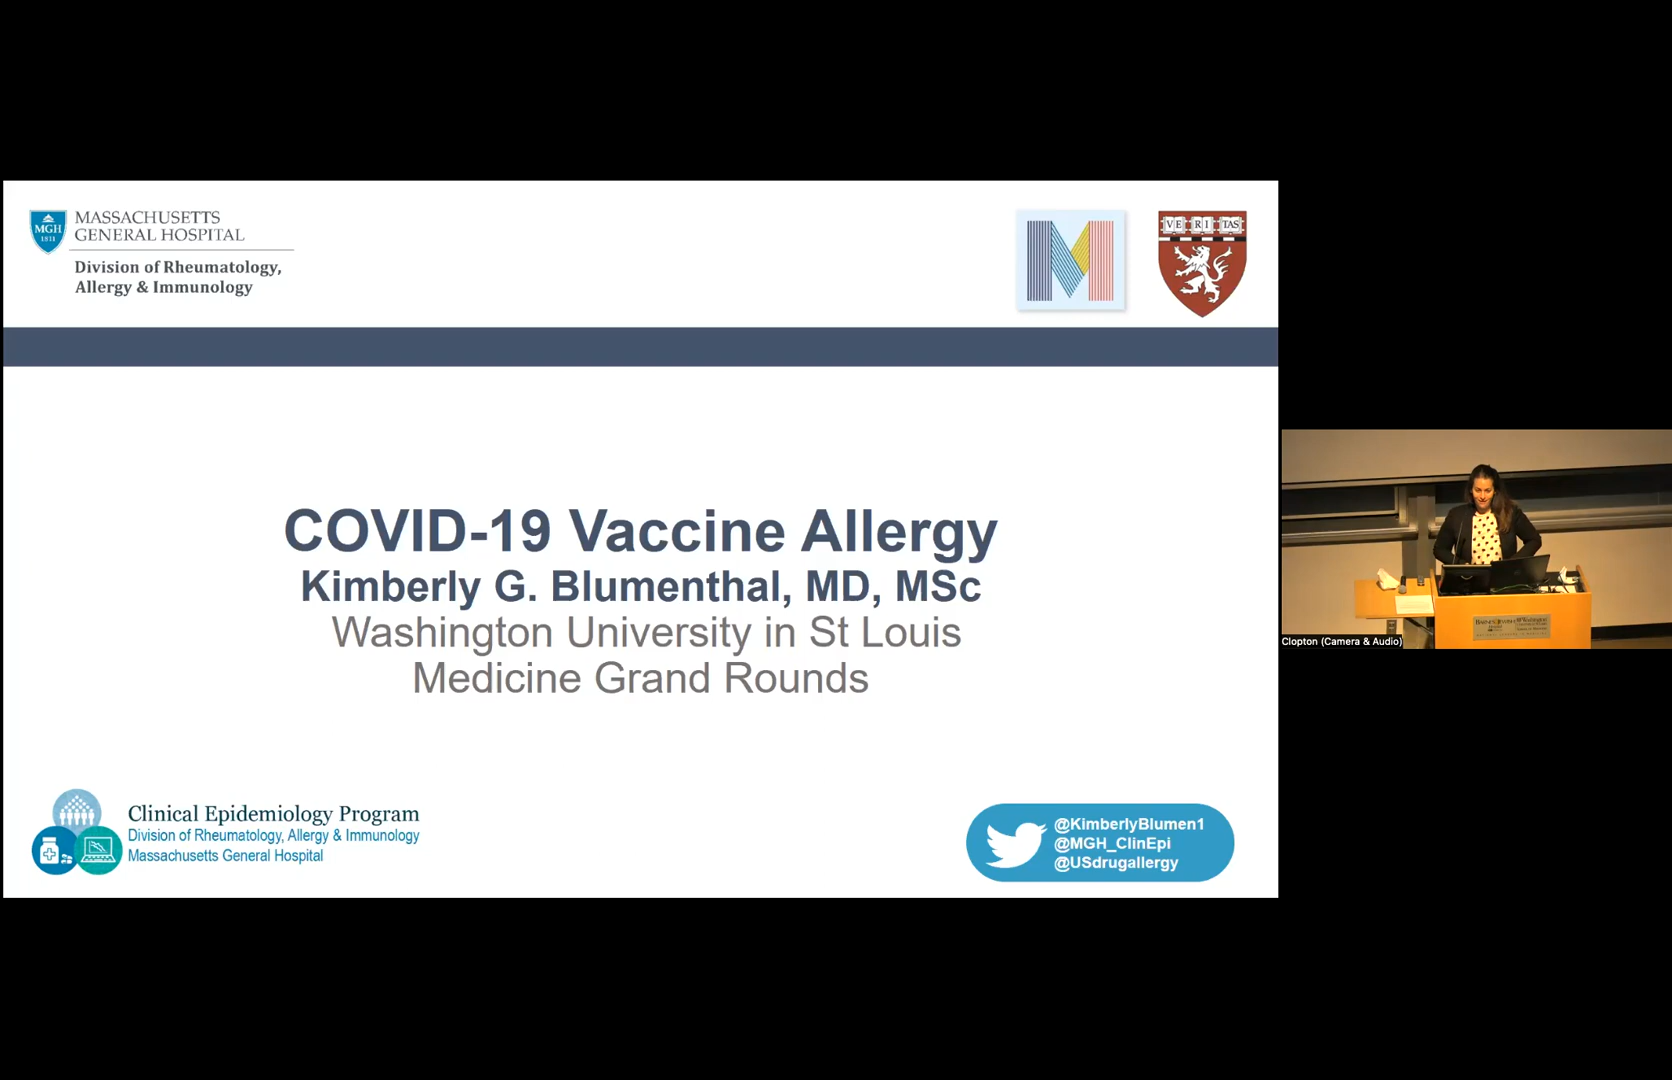 MGH
1811
MASSACHUSETTS
GENERAL HOSPITAL
Division of Rheumatology,
Allergy & Immunology
VE RI TAS
COVID-19 Vaccine Allergy
Kimberly G. Blumenthal, MD, MSc
Washington University in St Louis
Medicine Grand Rounds
Clinical Epidemiology Program
Division of Rheumatology, Allergy & Immunology
Massachusetts General Hospital
@KimberlyBlumen1
@MGH_ClinEpi
@USdrugallergy
Clopton (Camera & Audio)